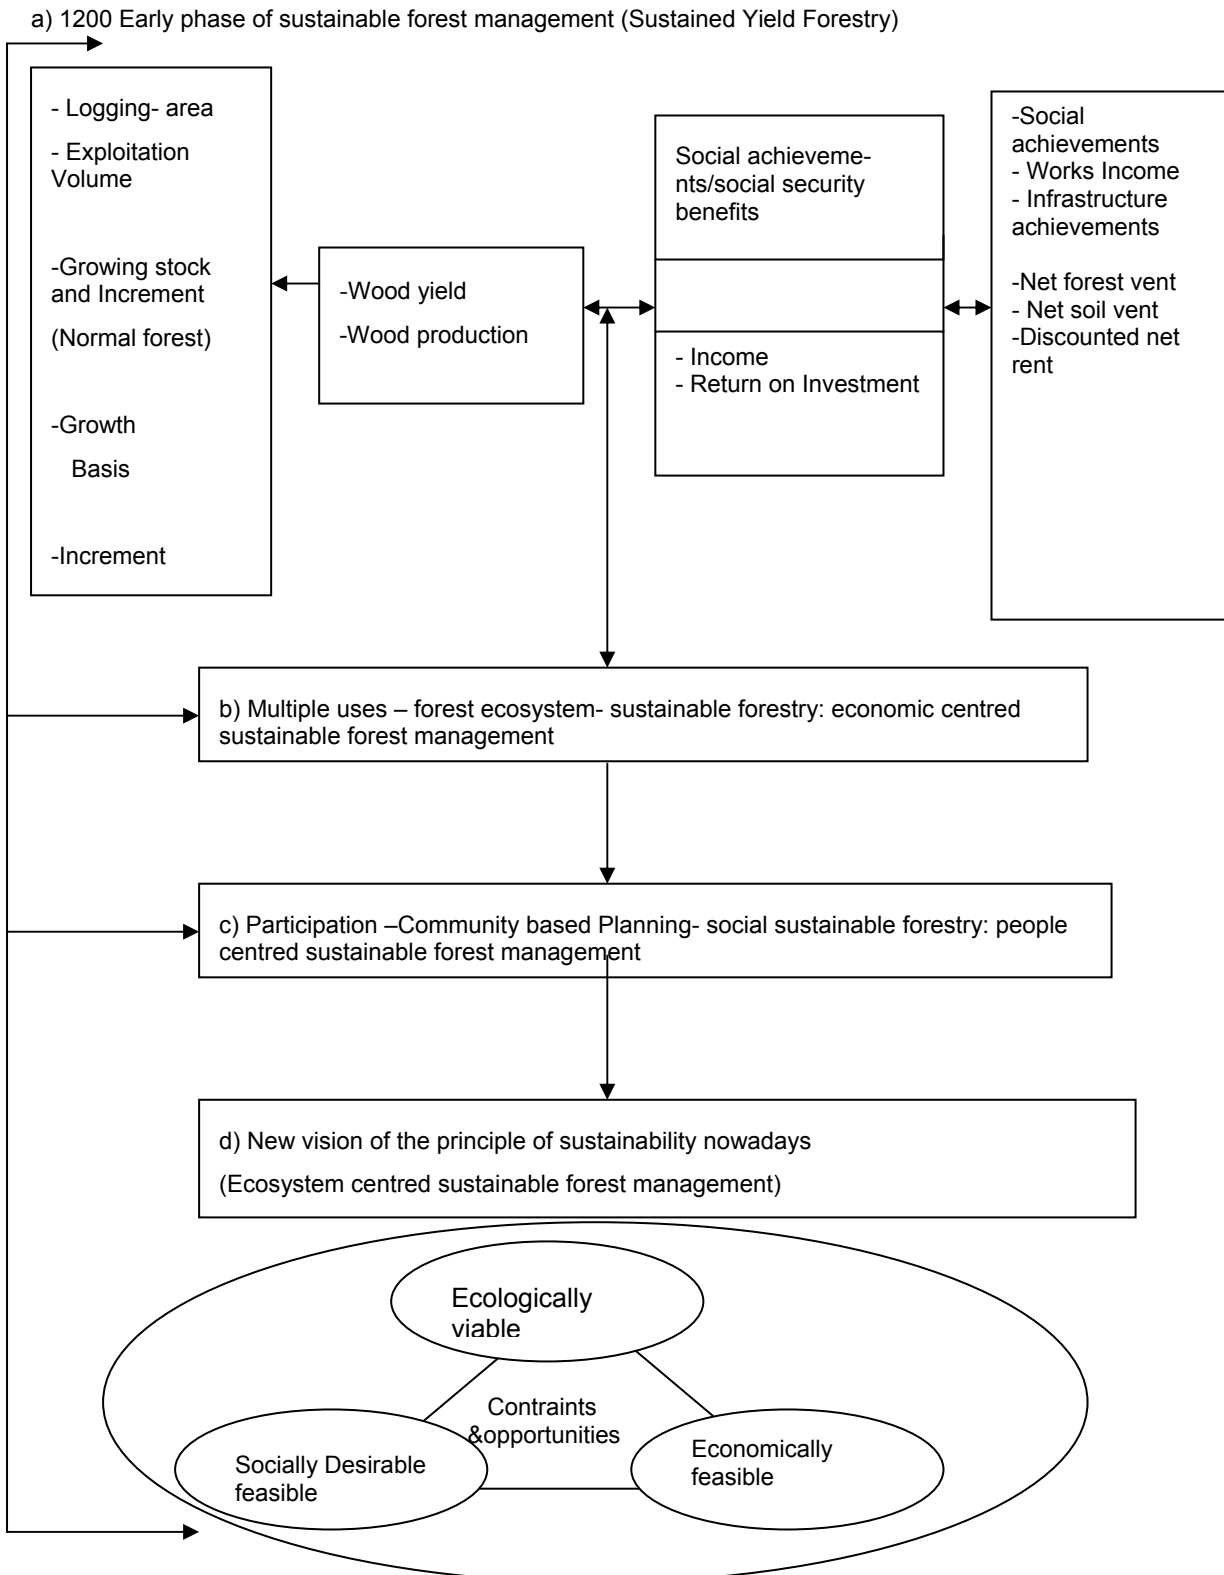 a) 1200 Early phase of sustainable forest management (Sustained Yield Forestry)
- Logging- area
- Exploitation
Volume
-Growing stock
and Increment
(Normal forest)
-Growth
Basis
-Increment
-Wood yield
-Wood production
Social achieveme-
nts/social security
benefits
- Income
- Return on Investment
-Social
achievements
- Works Income
- Infrastructure
achievements
-Net forest vent
- Net soil vent
-Discounted net
rent
b) Multiple uses – forest ecosystem- sustainable forestry: economic centred
sustainable forest management
c) Participation –Community based Planning- social sustainable forestry: people
centred sustainable forest management
d) New vision of the principle of sustainability nowadays
(Ecosystem centred sustainable forest management)
Ecologically
viable
Contraints
&opportunities
Socially Desirable
feasible
Economically
feasible